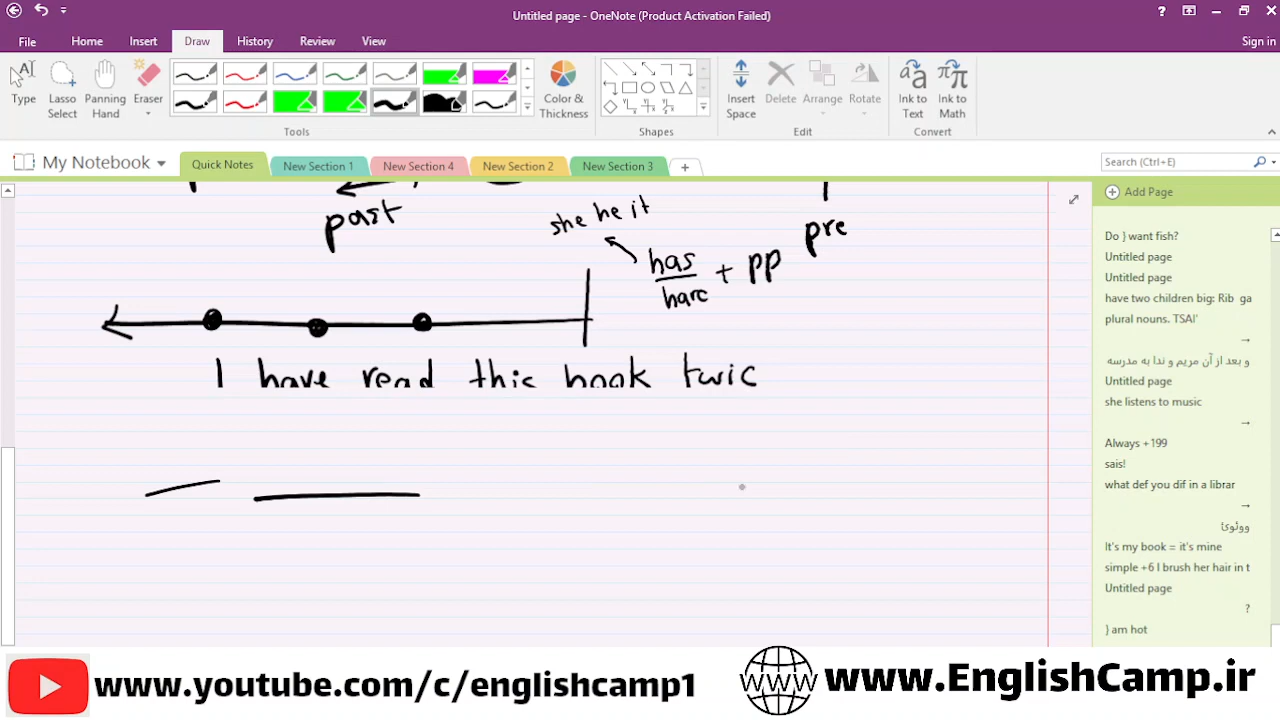 Untitled page - OneNote (Product Activation Failed)
File Home Insert Draw History Review View
Sign in
Type
Lasso Select
Panning Hand
Eraser
Color & Thickness
Insert Space
Delete
Arrange
Rotate
Ink to Text
Ink to Math
Tools
Shapes
Edit
Convert
My Notebook
Quick Notes
New Section 1
New Section 4
New Section 2
New Section 3
Search (Ctrl+E)
Add Page
past
she he it
pre
has
have
+ pp
I have read this book twic
Do } want fish?
Untitled page
Untitled page
have two children big: Rib ga
plural nouns. TSAI'
→
و بعد از آن مریم و ندا به مدرسه
Untitled page
she listens to music
→
Always +199
sais!
what def you dif in a librar
→
It's my book = it's mine
simple +6 I brush her hair in t
Untitled page
?
} am hot
www.youtube.com/c/englishcamp1
WWW
www.EnglishCamp.ir